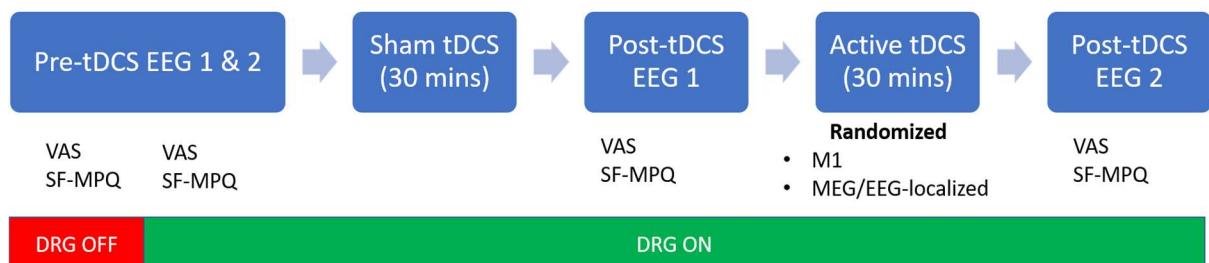 Pre-tDCS EEG 1 & 2
Sham tDCS
(30 mins)
Post-tDCS
EEG 1
Active tDCS
(30 mins)
Post-tDCS
EEG 2
VAS
SF-MPQ
VAS
SF-MPQ
VAS
SF-MPQ
Randomized
• M1
• MEG/EEG-localized
VAS
SF-MPQ
DRG OFF
DRG ON